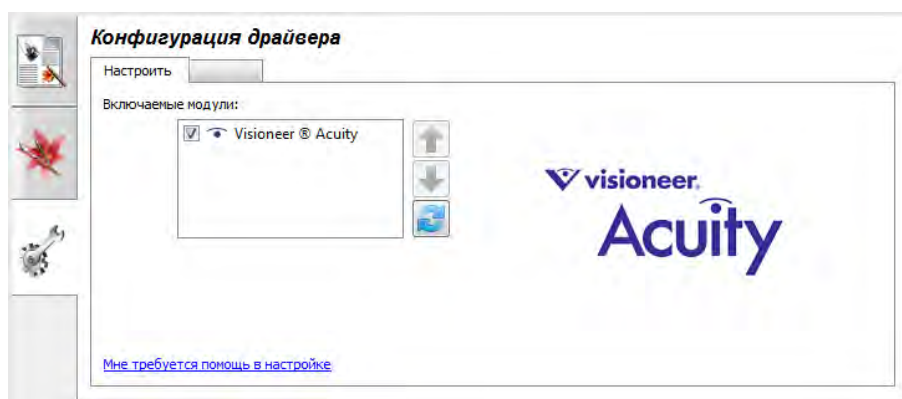 Конфигурация драйвера
Настроить
Включаемые модули:
Visioneer ® Acuity
visioneer.
Acuity
Мне требуется помощь в настройке